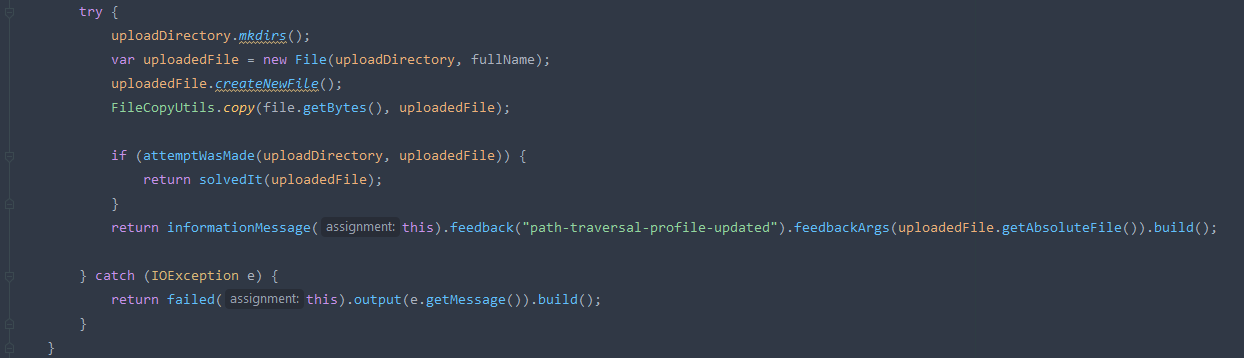 try {
uploadDirectory.mkdirs();
var uploadedFile = new File(uploadDirectory, fullName);
uploadedFile.createNewFile();
FileCopyUtils.copy(file.getBytes(), uploadedFile);
if (attemptWasMade(uploadDirectory, uploadedFile)) {
return solvedIt(uploadedFile);
}
return informationMessage( assignment: this).feedback("path-traversal-profile-updated").feedbackArgs(uploadedFile.getAbsoluteFile()).build();
} catch (IOException e) {
return failed( assignment: this).output(e.getMessage()).build();
}
}